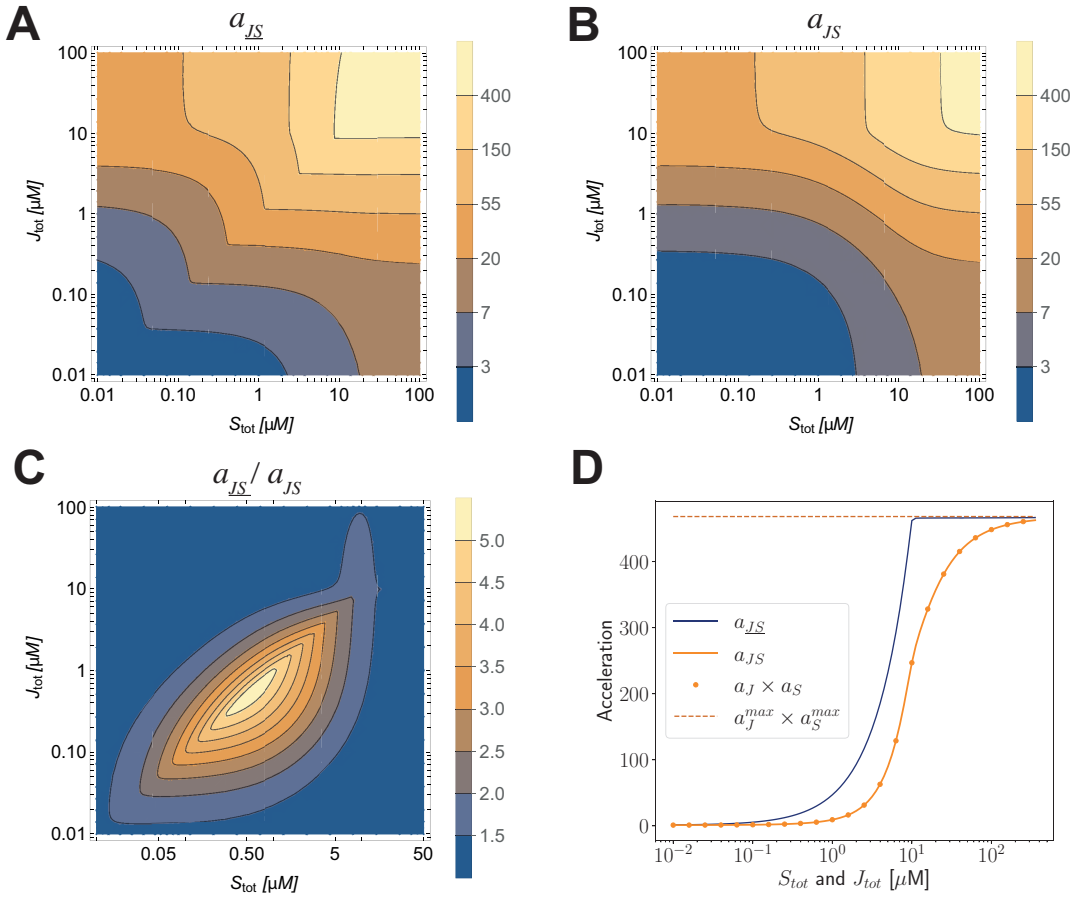 A
a_JS
B
a_JS
100
10
1
0.10
0.01
J_tot [µM]
0.01 0.10 1 10 100
S_tot [µM]
400
150
55
20
7
3
100
10
1
0.10
0.01
J_tot [µM]
0.01 0.10 1 10 100
S_tot [µM]
400
150
55
20
7
3
C
a_JS / a_JS
100
10
1
0.10
0.01
J_tot [µM]
0.05 0.50 5 50
S_tot [µM]
5.0
4.5
4.0
3.5
3.0
2.5
2.0
1.5
D
Acceleration
400
300
200
100
0
a_JS
a_JS
a_J × a_S
a_J^max × a_S^max
10^−2 10^−1 10^0 10^1 10^2
S_tot and J_tot [µM]